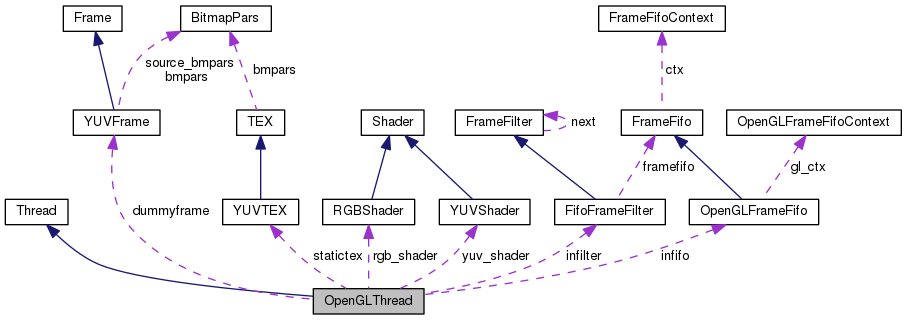 Frame
BitmapPars
FrameFifoContext
source_bmpars
bmpars
bmpars
ctx
YUVFrame
TEX
Shader
FrameFilter
next
FrameFifo
OpenGLFrameFifoContext
framefifo
gl_ctx
Thread
dummyframe
YUVTEX
RGBShader
YUVShader
FifoFrameFilter
OpenGLFrameFifo
statictex
rgb_shader
yuv_shader
infilter
infifo
OpenGLThread